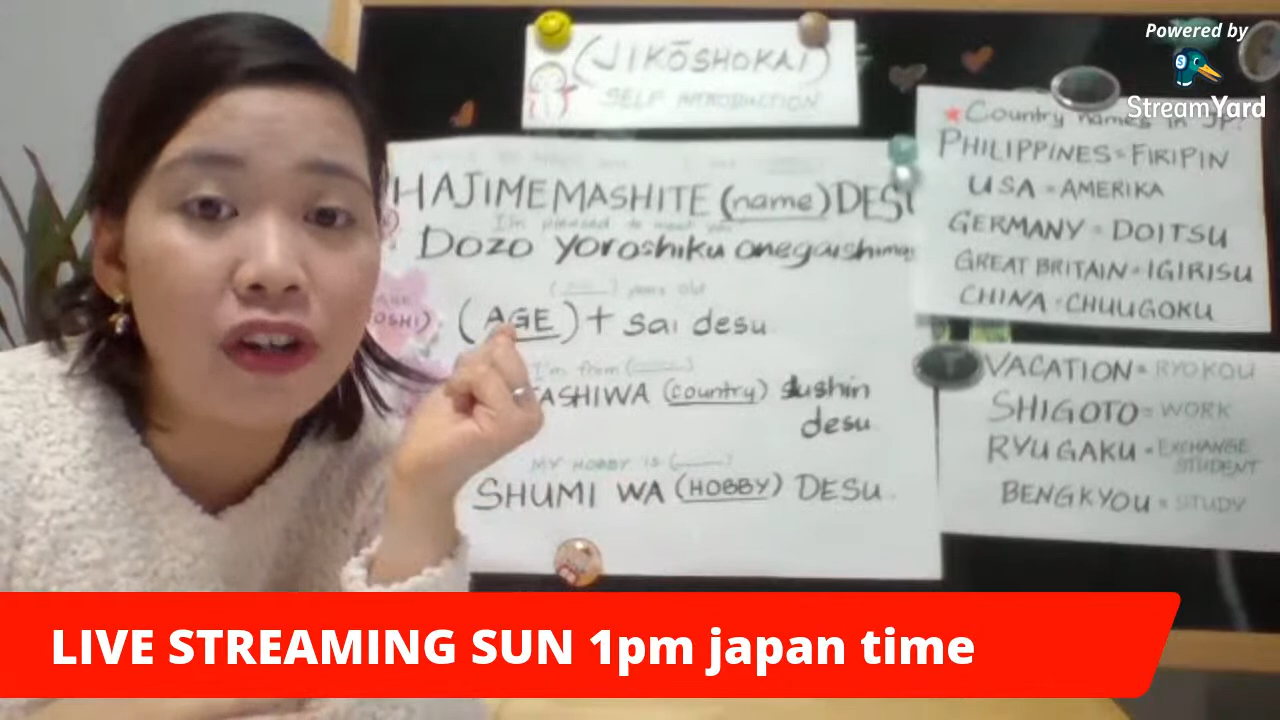 Powered by
StreamYard
(JIKŌSHOKAI)
SELF INTRODUCTION
HAJIMEMASHITE (name) DESU
I'm pleased to meet you
Dozo yoroshiku onegaishimas
years old
(AGE) + sai desu
I'm from (
TASHIWA (country) shushin
desu
MY HOBBY IS (
SHUMI WA (HOBBY) DESU.
Country names in JP.
PHILIPPINES = FIRIPIN
USA = AMERIKA
GERMANY = DOITSU
GREAT BRITAIN = IGIRISU
CHINA = CHUUGOKU
VACATION = RYOKOU
SHIGOTO = WORK
RYUGAKU = EXCHANGE
STUDENT
BENGKYOU = STUDY
LIVE STREAMING SUN 1pm japan time